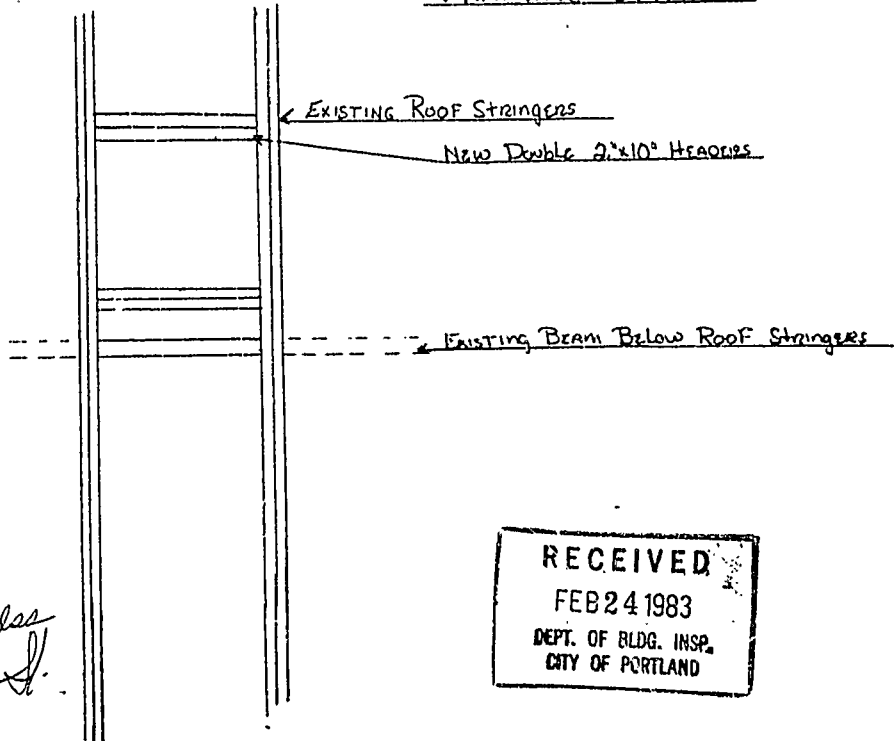 Existing Roof Stringers
New Double 2"x10" Headers
Existing Beam Below Roof Stringers
RECEIVED
FEB 24 1983
DEPT. OF BLDG. INSP.
CITY OF PORTLAND
St.